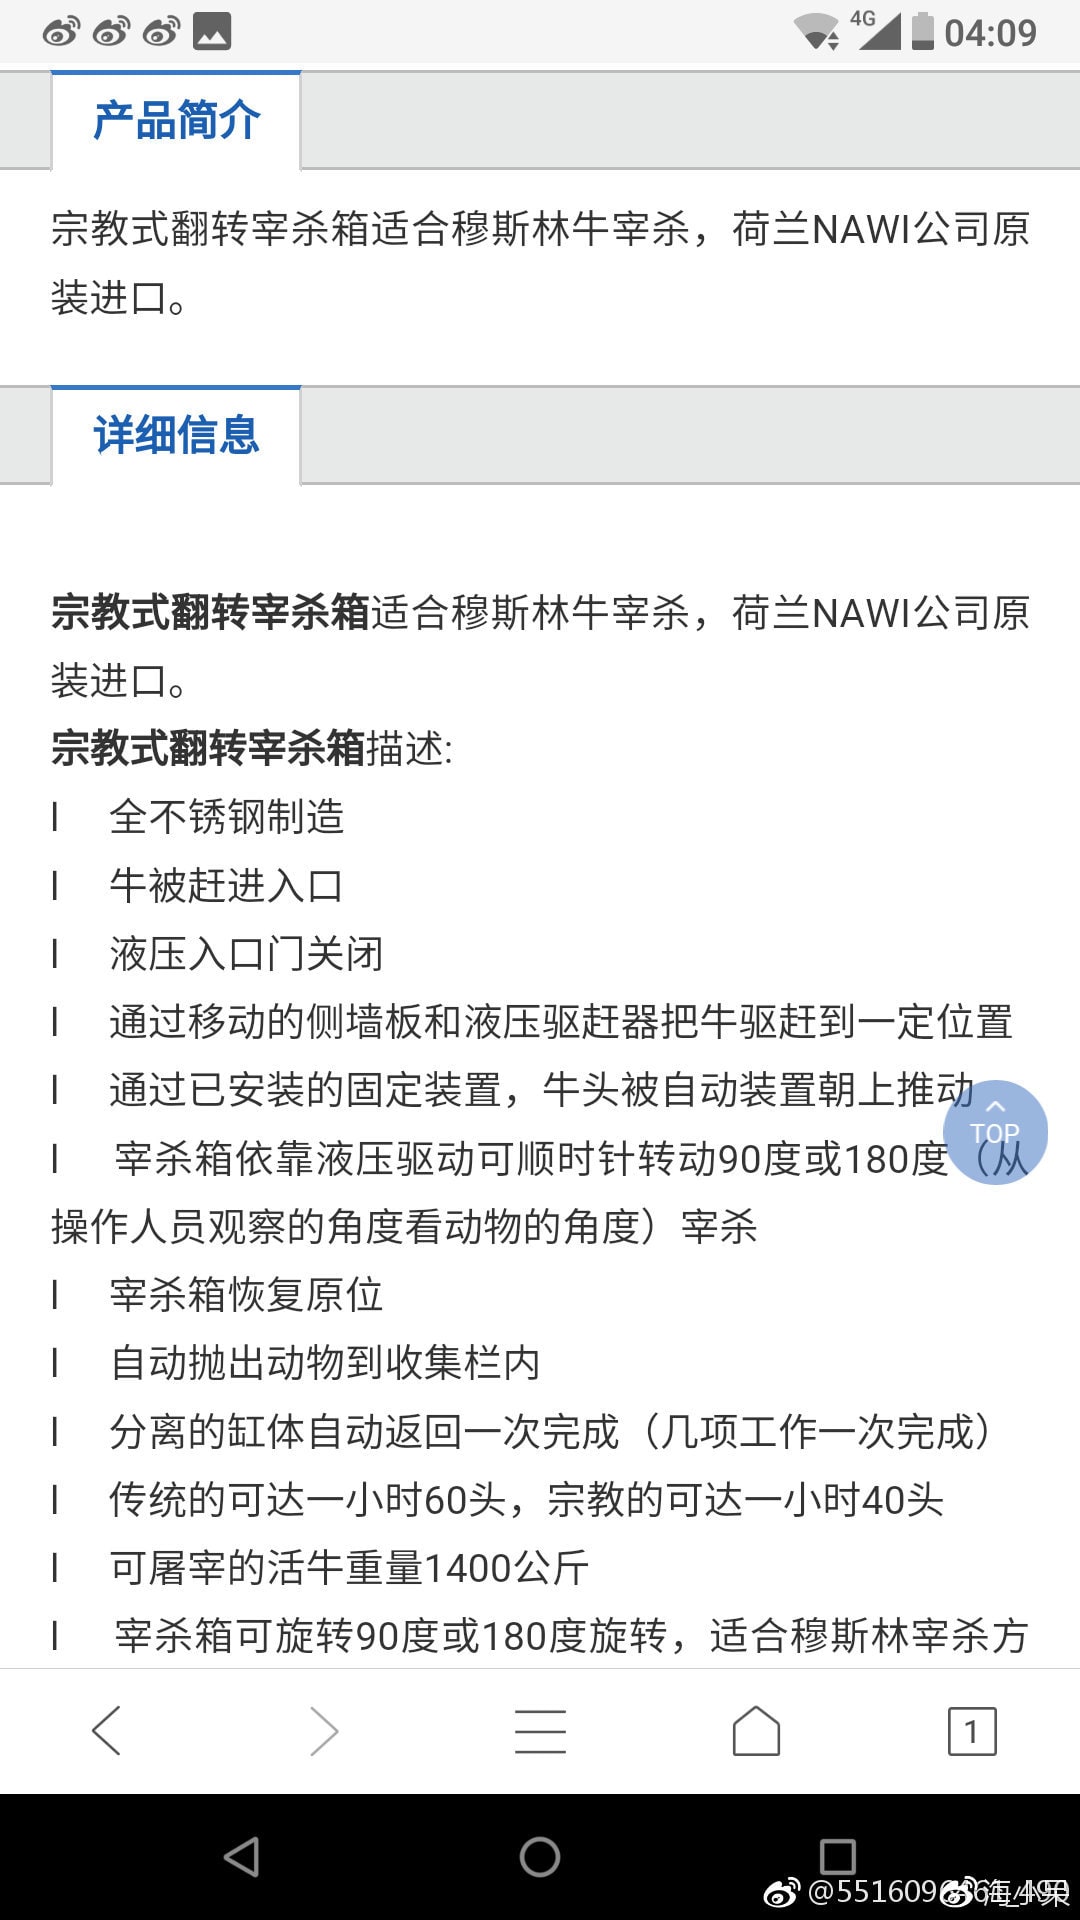 4G 04:09
产品简介
宗教式翻转宰杀箱适合穆斯林牛宰杀，荷兰NAWI公司原
装进口。
详细信息
宗教式翻转宰杀箱适合穆斯林牛宰杀，荷兰NAWI公司原
装进口。
宗教式翻转宰杀箱描述:
l 全不锈钢制造
l 牛被赶进入口
l 液压入口门关闭
l 通过移动的侧墙板和液压驱赶器把牛驱赶到一定位置
l 通过已安装的固定装置，牛头被自动装置朝上推动
TOP
l 宰杀箱依靠液压驱动可顺时针转动90度或180度（从
操作人员观察的角度看动物的角度）宰杀
l 宰杀箱恢复原位
l 自动抛出动物到收集栏内
l 分离的缸体自动返回一次完成（几项工作一次完成）
l 传统的可达一小时60头，宗教的可达一小时40头
l 可屠宰的活牛重量1400公斤
l 宰杀箱可旋转90度或180度旋转，适合穆斯林宰杀方
1